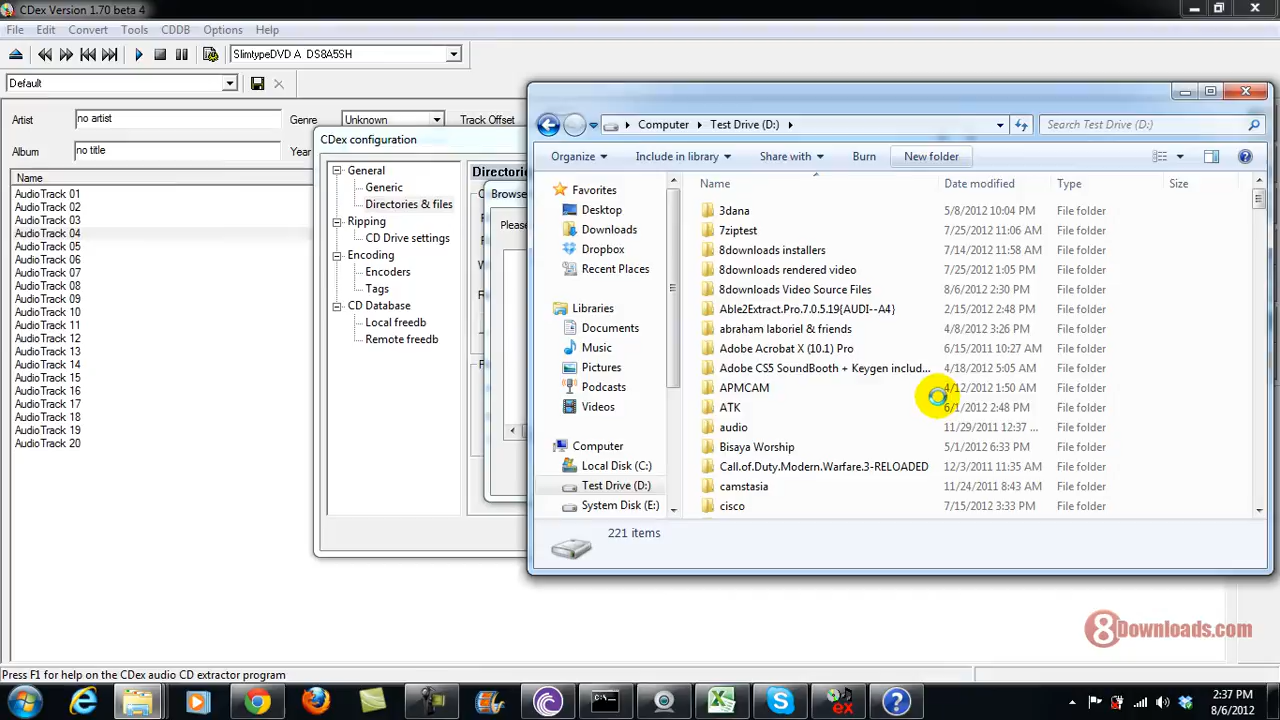 CDex Version 1.70 beta 4
File Edit Convert Tools CDDB Options Help
SlimtypeDVD A DS8A5SH
Default
Artist no artist Genre Unknown Track Offset
Album no title Year
Name
AudioTrack 01
AudioTrack 02
AudioTrack 03
AudioTrack 04
AudioTrack 05
AudioTrack 06
AudioTrack 07
AudioTrack 08
AudioTrack 09
AudioTrack 10
AudioTrack 11
AudioTrack 12
AudioTrack 13
AudioTrack 14
AudioTrack 15
AudioTrack 16
AudioTrack 17
AudioTrack 18
AudioTrack 19
AudioTrack 20
CDex configuration
General
Generic
Directories & files
Ripping
CD Drive settings
Encoding
Encoders
Tags
CD Database
Local freedb
Remote freedb
Directorie
Browse
Please
Computer Test Drive (D:) Search Test Drive (D:)
Organize Include in library Share with Burn New folder
Favorites
Desktop
Downloads
Dropbox
Recent Places
Libraries
Documents
Music
Pictures
Podcasts
Videos
Computer
Local Disk (C:)
Test Drive (D:)
System Disk (E:)
Name Date modified Type Size
3dana 5/8/2012 10:04 PM File folder
7ziptest 7/25/2012 11:06 AM File folder
8downloads installers 7/14/2012 11:58 AM File folder
8downloads rendered video 7/25/2012 1:05 PM File folder
8downloads Video Source Files 8/6/2012 2:30 PM File folder
Able2Extract.Pro.7.0.5.19{AUDI--A4} 2/15/2012 2:48 PM File folder
abraham laboriel & friends 4/8/2012 3:26 PM File folder
Adobe Acrobat X (10.1) Pro 6/15/2011 10:27 AM File folder
Adobe CS5 SoundBooth + Keygen includ... 4/18/2012 5:05 AM File folder
APMCAM 4/12/2012 1:50 AM File folder
ATK 6/1/2012 2:48 PM File folder
audio 11/29/2011 12:37 ... File folder
Bisaya Worship 5/1/2012 6:33 PM File folder
Call.of.Duty.Modern.Warfare.3-RELOADED 12/3/2011 11:35 AM File folder
camstasia 11/24/2011 8:43 AM File folder
cisco 7/15/2012 3:33 PM File folder
221 items
8Downloads.com
Press F1 for help on the CDex audio CD extractor program
2:37 PM
8/6/2012